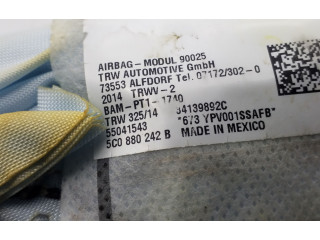 AIRBAG-MODUL 90025
TRW AUTOMOTIVE GmbH
73553 ALFDORF Tel. 07172/302-0
2014 TRWV-2
BAM-PT1-1740
TRW 325/14 34139892C
55041543 *673 YPV001SSAFB*
5C0 880 242 B MADE IN MEXICO